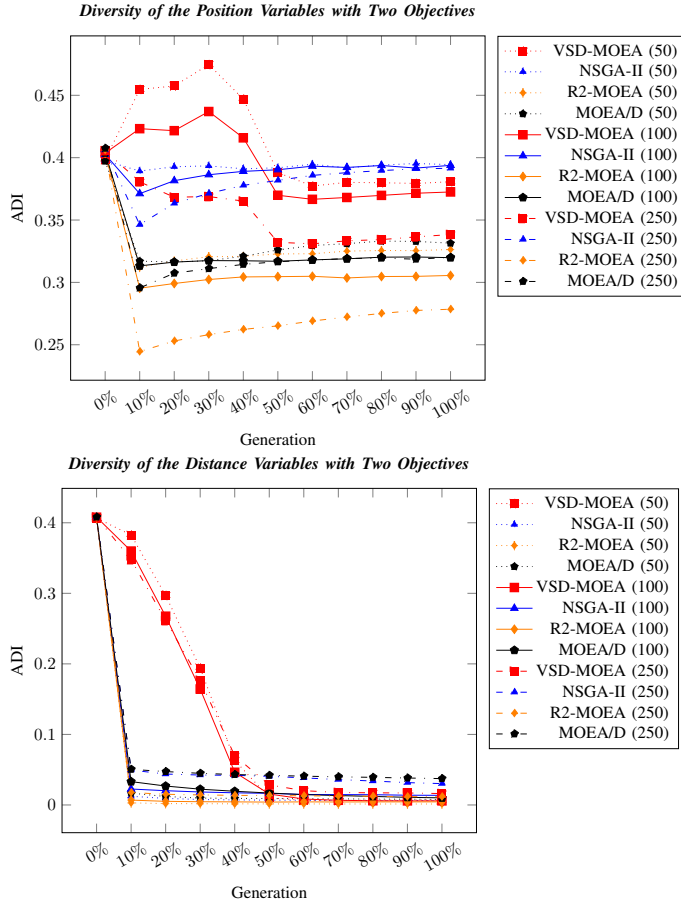 Diversity of the Position Variables with Two Objectives
0.45
0.4
0.35
0.3
0.25
ADI
0%
10%
20%
30%
40%
50%
60%
70%
80%
90%
100%
Generation
VSD-MOEA (50)
NSGA-II (50)
R2-MOEA (50)
MOEA/D (50)
VSD-MOEA (100)
NSGA-II (100)
R2-MOEA (100)
MOEA/D (100)
VSD-MOEA (250)
NSGA-II (250)
R2-MOEA (250)
MOEA/D (250)
Diversity of the Distance Variables with Two Objectives
0.4
0.3
0.2
0.1
0
ADI
0%
10%
20%
30%
40%
50%
60%
70%
80%
90%
100%
Generation
VSD-MOEA (50)
NSGA-II (50)
R2-MOEA (50)
MOEA/D (50)
VSD-MOEA (100)
NSGA-II (100)
R2-MOEA (100)
MOEA/D (100)
VSD-MOEA (250)
NSGA-II (250)
R2-MOEA (250)
MOEA/D (250)